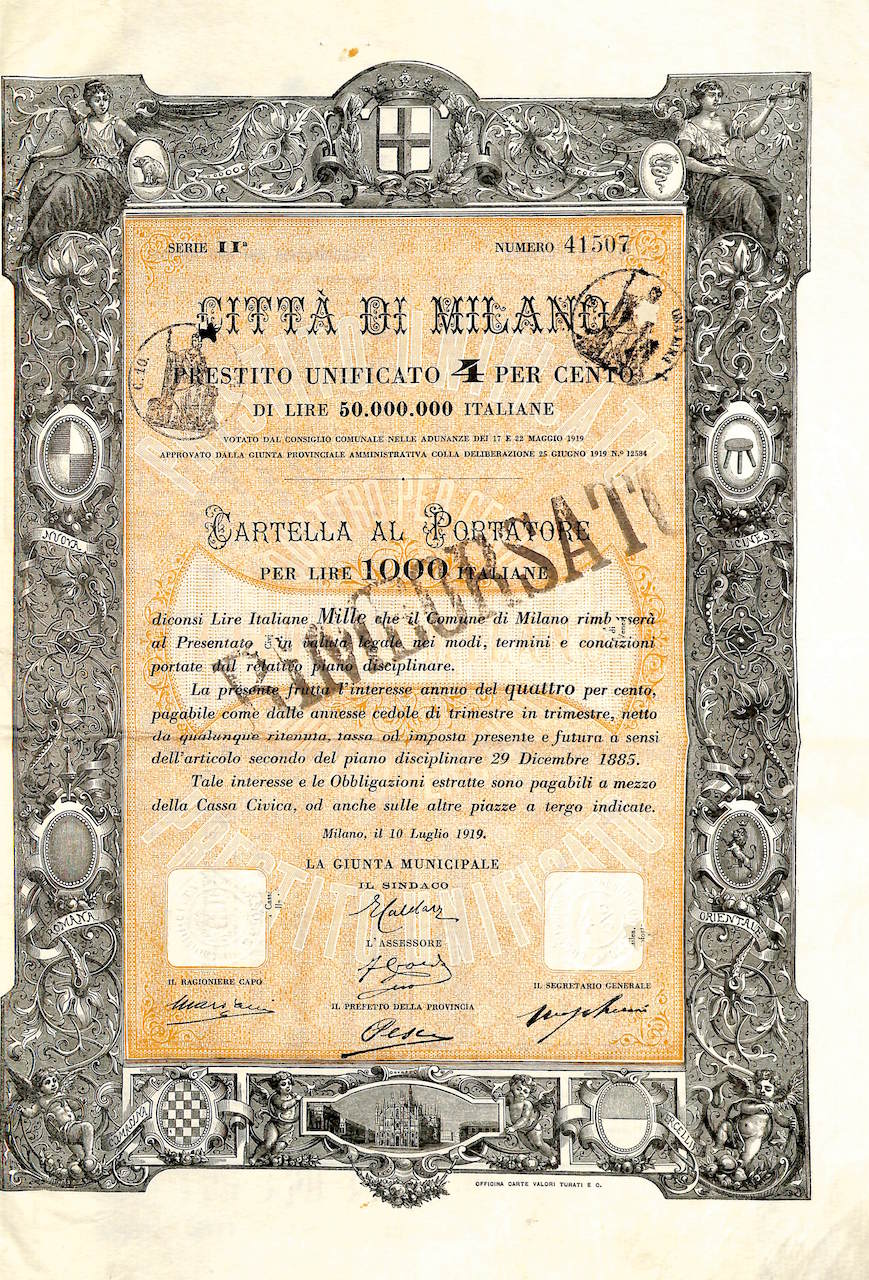 SERIE IIª
NUMERO 41507
CITTÀ DI MILANO
PRESTITO UNIFICATO 4 PER CENTO
DI LIRE 50.000.000 ITALIANE
VOTATO DAL CONSIGLIO COMUNALE NELLE ADUNANZE DEI 17 E 22 MAGGIO 1919
APPROVATO DALLA GIUNTA PROVINCIALE AMMINISTRATIVA COLLA DELIBERAZIONE 25 GIUGNO 1919 N.º 12584
CARTELLA AL PORTATORE
PER LIRE 1000 ITALIANE
RIMBORSATO
diconsi Lire Italiane Mille che il Comune di Milano rimborserà
al Presentatore in valuta legale nei modi, termini e condizioni
portate dal relativo piano disciplinare.
La presente frutta l'interesse annuo del quattro per cento,
pagabile come dalle annesse cedole di trimestre in trimestre, netto
da qualunque ritenuta, tassa od imposta presente e futura a sensi
dell'articolo secondo del piano disciplinare 29 Dicembre 1885.
Tale interesse e le Obbligazioni estratte sono pagabili a mezzo
della Cassa Civica, od anche sulle altre piazze a tergo indicate.
Milano, il 10 Luglio 1919.
LA GIUNTA MUNICIPALE
IL SINDACO
L'ASSESSORE
IL RAGIONIERE CAPO
IL SEGRETARIO GENERALE
IL PREFETTO DELLA PROVINCIA
NUOVA
TICINESE
ROMANA
ORIENTALE
COMASINA
VERCELLINA
OFFICINA CARTE VALORI TURATI E C.